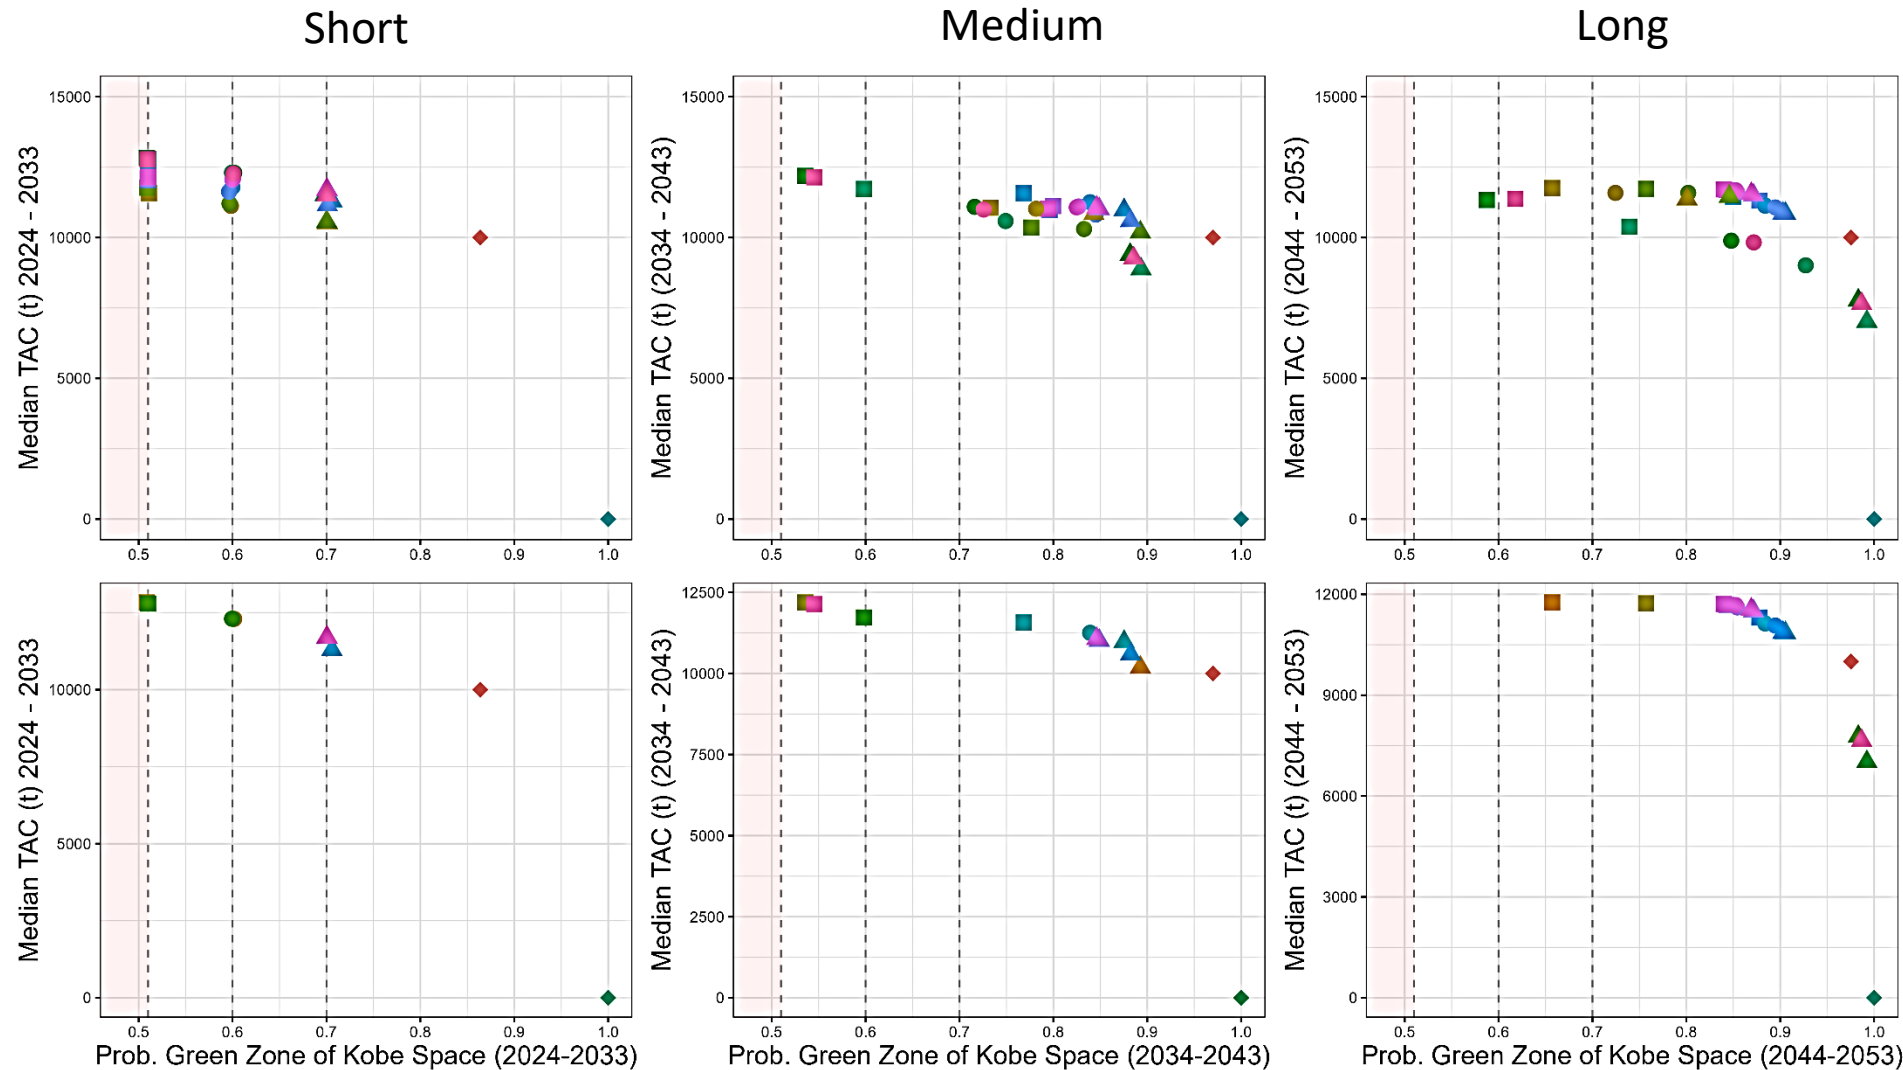 Short Medium Long
Median TAC (t) 2024 - 2033
15000
10000
5000
0
0.5 0.6 0.7 0.8 0.9 1.0
Median TAC (t) (2034 - 2043)
15000
10000
5000
0
0.5 0.6 0.7 0.8 0.9 1.0
Median TAC (t) (2044 - 2053)
15000
10000
5000
0
0.5 0.6 0.7 0.8 0.9 1.0
Median TAC (t) 2024 - 2033
10000
5000
0
0.5 0.6 0.7 0.8 0.9 1.0
Prob. Green Zone of Kobe Space (2024-2033)
Median TAC (t) (2034 - 2043)
12500
10000
7500
5000
2500
0
0.5 0.6 0.7 0.8 0.9 1.0
Prob. Green Zone of Kobe Space (2034-2043)
Median TAC (t) (2044 - 2053)
12000
9000
6000
3000
0
0.5 0.6 0.7 0.8 0.9 1.0
Prob. Green Zone of Kobe Space (2044-2053)